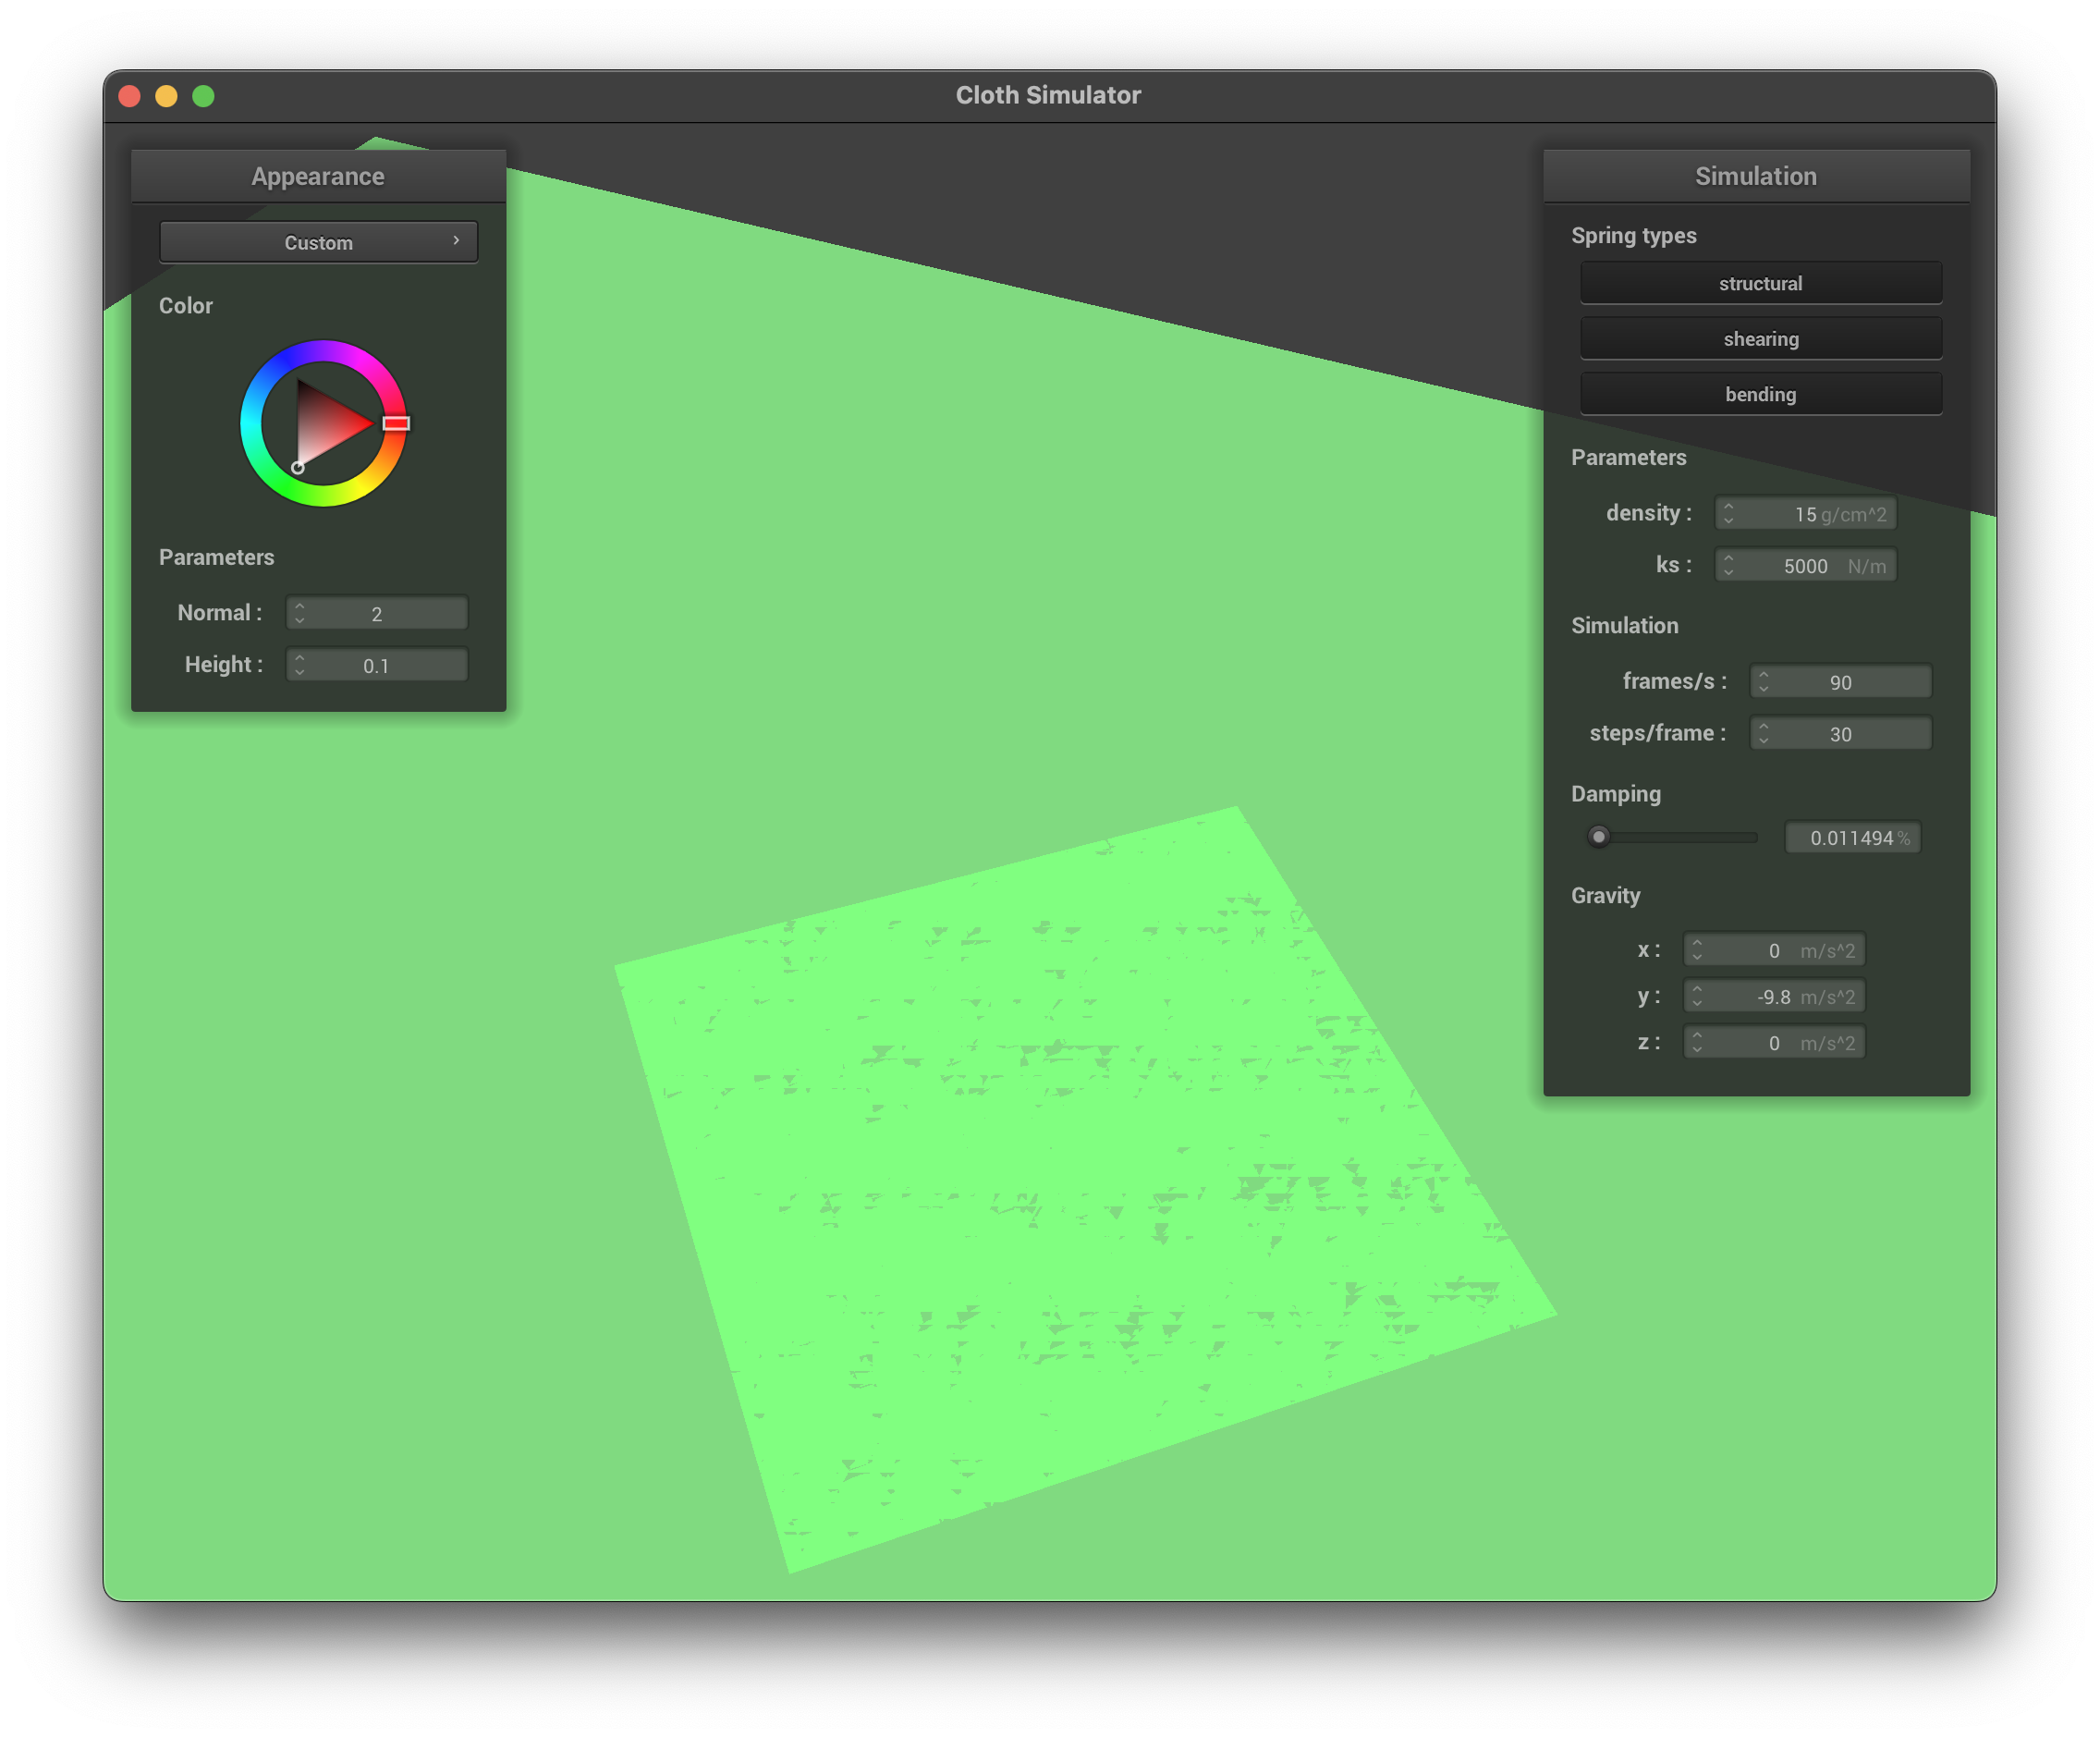 Cloth Simulator
Appearance
Custom
Color
Parameters
Normal : 2
Height : 0.1
Simulation
Spring types
structural
shearing
bending
Parameters
density : 15 g/cm^2
ks : 5000 N/m
Simulation
frames/s : 90
steps/frame : 30
Damping
0.011494 %
Gravity
x : 0 m/s^2
y : -9.8 m/s^2
z : 0 m/s^2